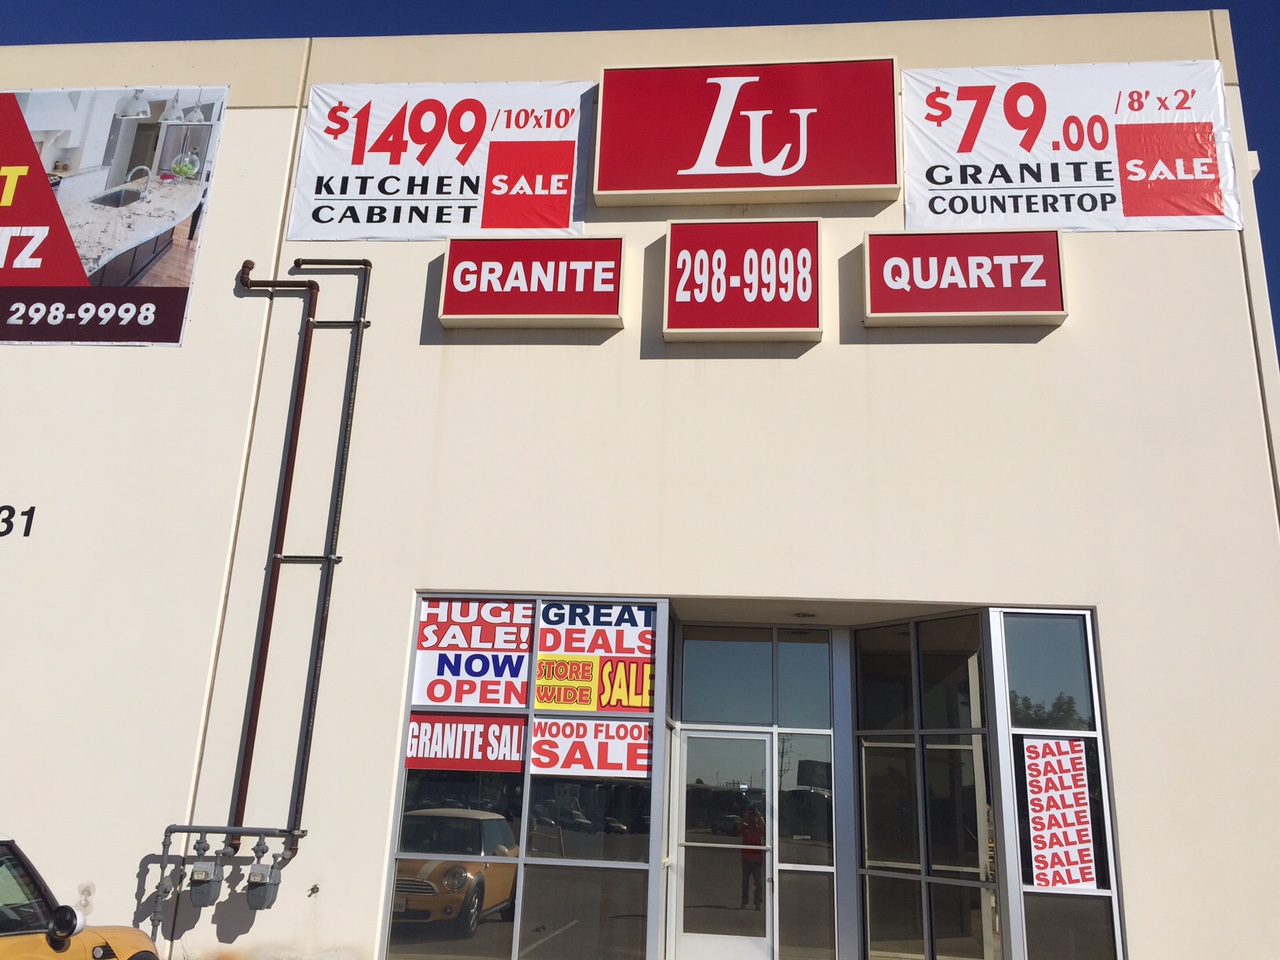 T
TZ
298-9998
31
$1499 /10'x10'
KITCHEN
CABINET
SALE
LU
$79.00 /8' x 2'
GRANITE
COUNTERTOP
SALE
GRANITE
298-9998
QUARTZ
HUGE
SALE!
NOW
OPEN
GREAT
DEALS
STORE
WIDE
SALE
GRANITE SAL
WOOD FLOOR
SALE
SALE
SALE
SALE
SALE
SALE
SALE
SALE
SALE